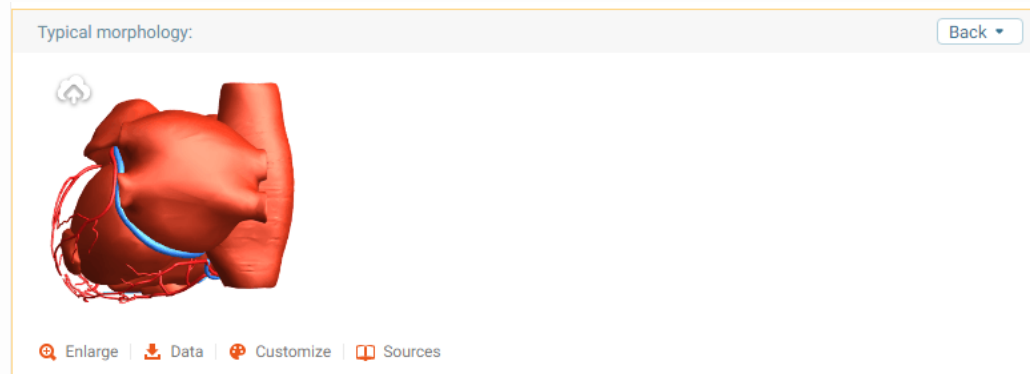 Typical morphology:
Back
Enlarge
Data
Customize
Sources